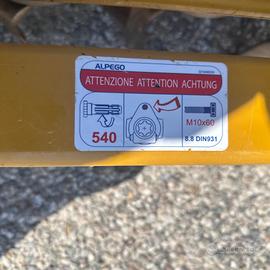 ALPEGO
ATTENZIONE ATTENTION ACHTUNG
540
M10x60
8.8 DIN931